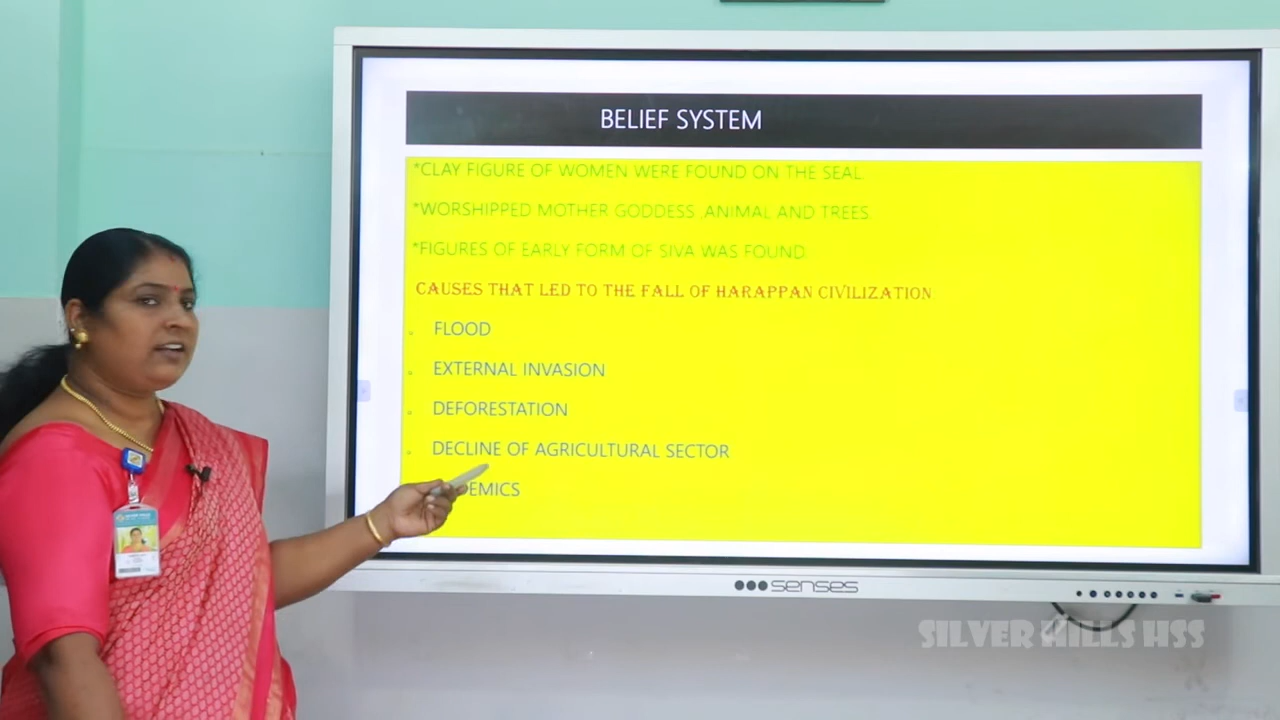 BELIEF SYSTEM
*CLAY FIGURE OF WOMEN WERE FOUND ON THE SEAL
*WORSHIPPED MOTHER GODDESS ,ANIMAL AND TREES
*FIGURES OF EARLY FORM OF SIVA WAS FOUND
CAUSES THAT LED TO THE FALL OF HARAPPAN CIVILIZATION
FLOOD
EXTERNAL INVASION
DEFORESTATION
DECLINE OF AGRICULTURAL SECTOR
DEMICS
senses
SILVER HILLS HSS